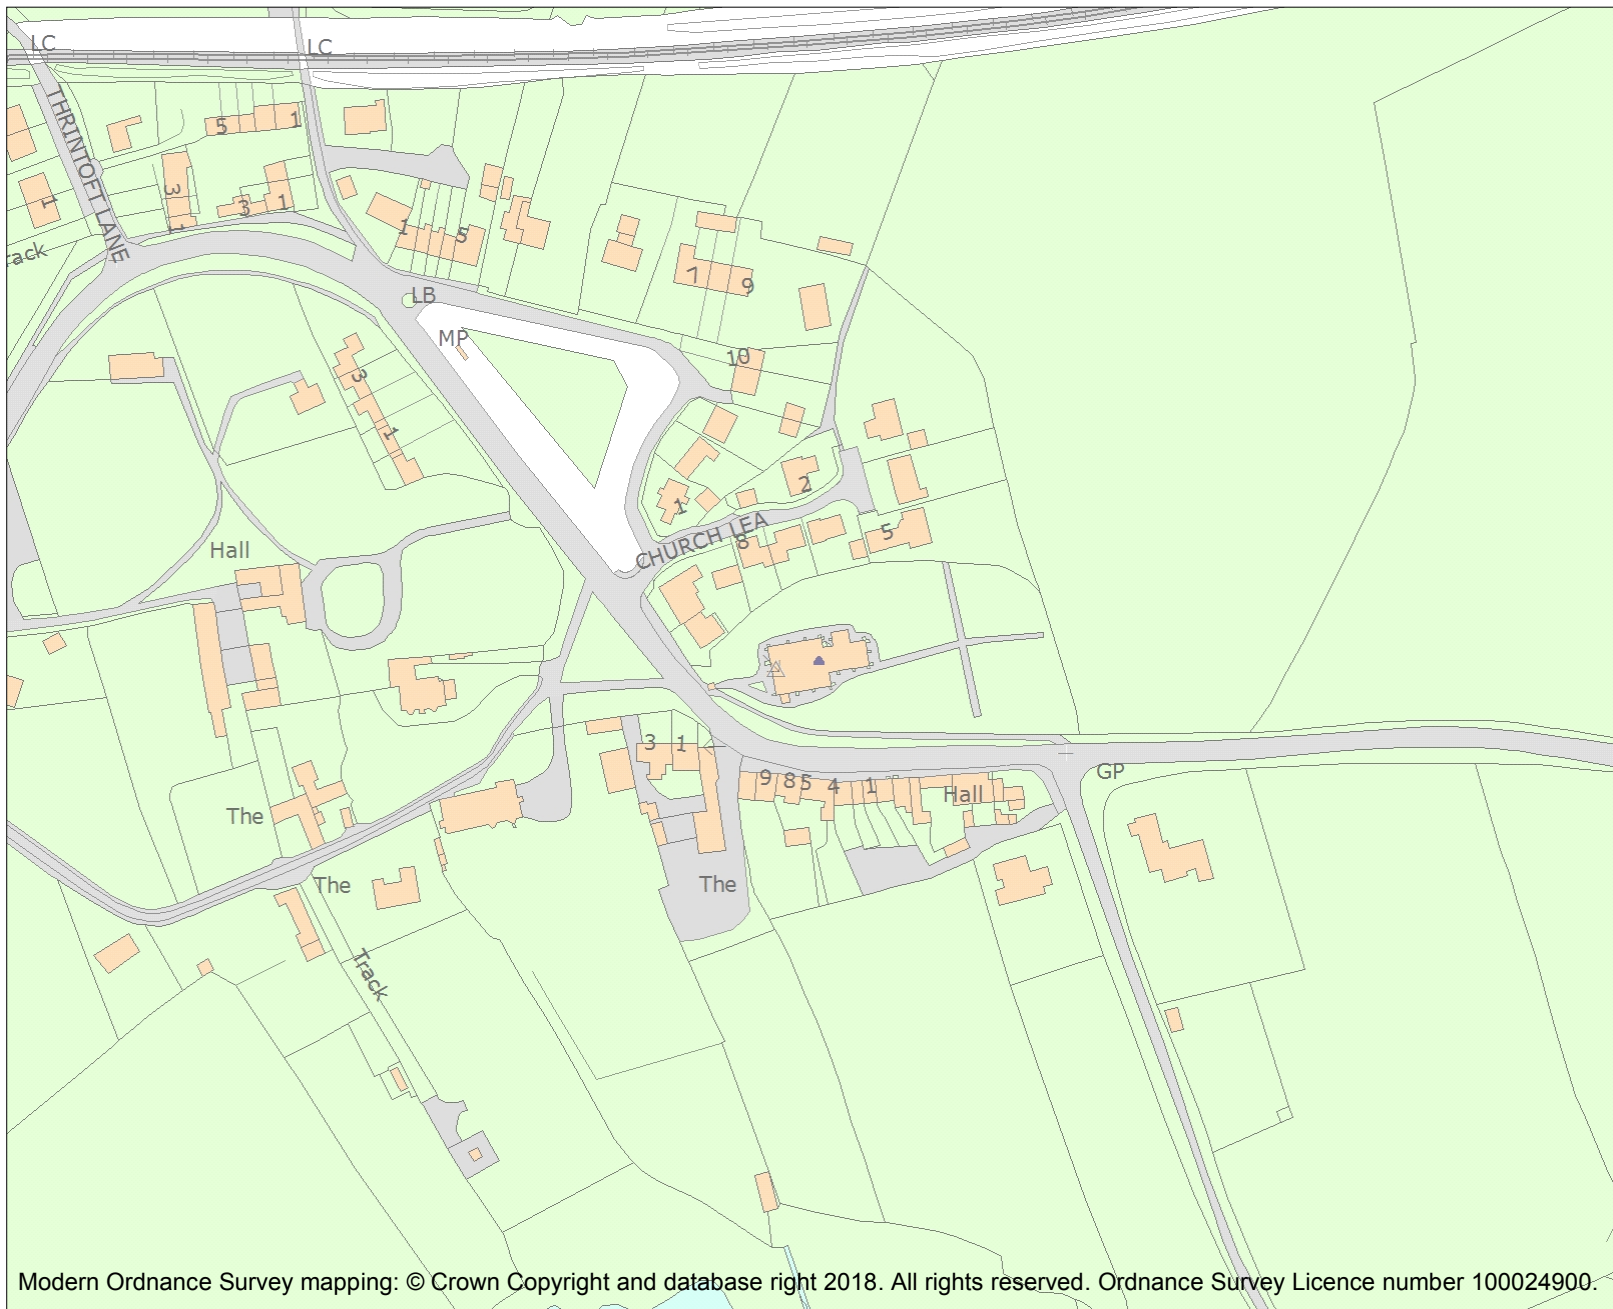 LC
LC
THRINTOFT LANE
5
1
1
3
1
3
1
1
5
7
9
LB
MP
10
3
1
1
2
CHURCH LEA
8
5
Hall
3
1
9
8
5
4
1
Hall
GP
The
The
The
Track
Modern Ordnance Survey mapping: © Crown Copyright and database right 2018. All rights reserved. Ordnance Survey Licence number 100024900.